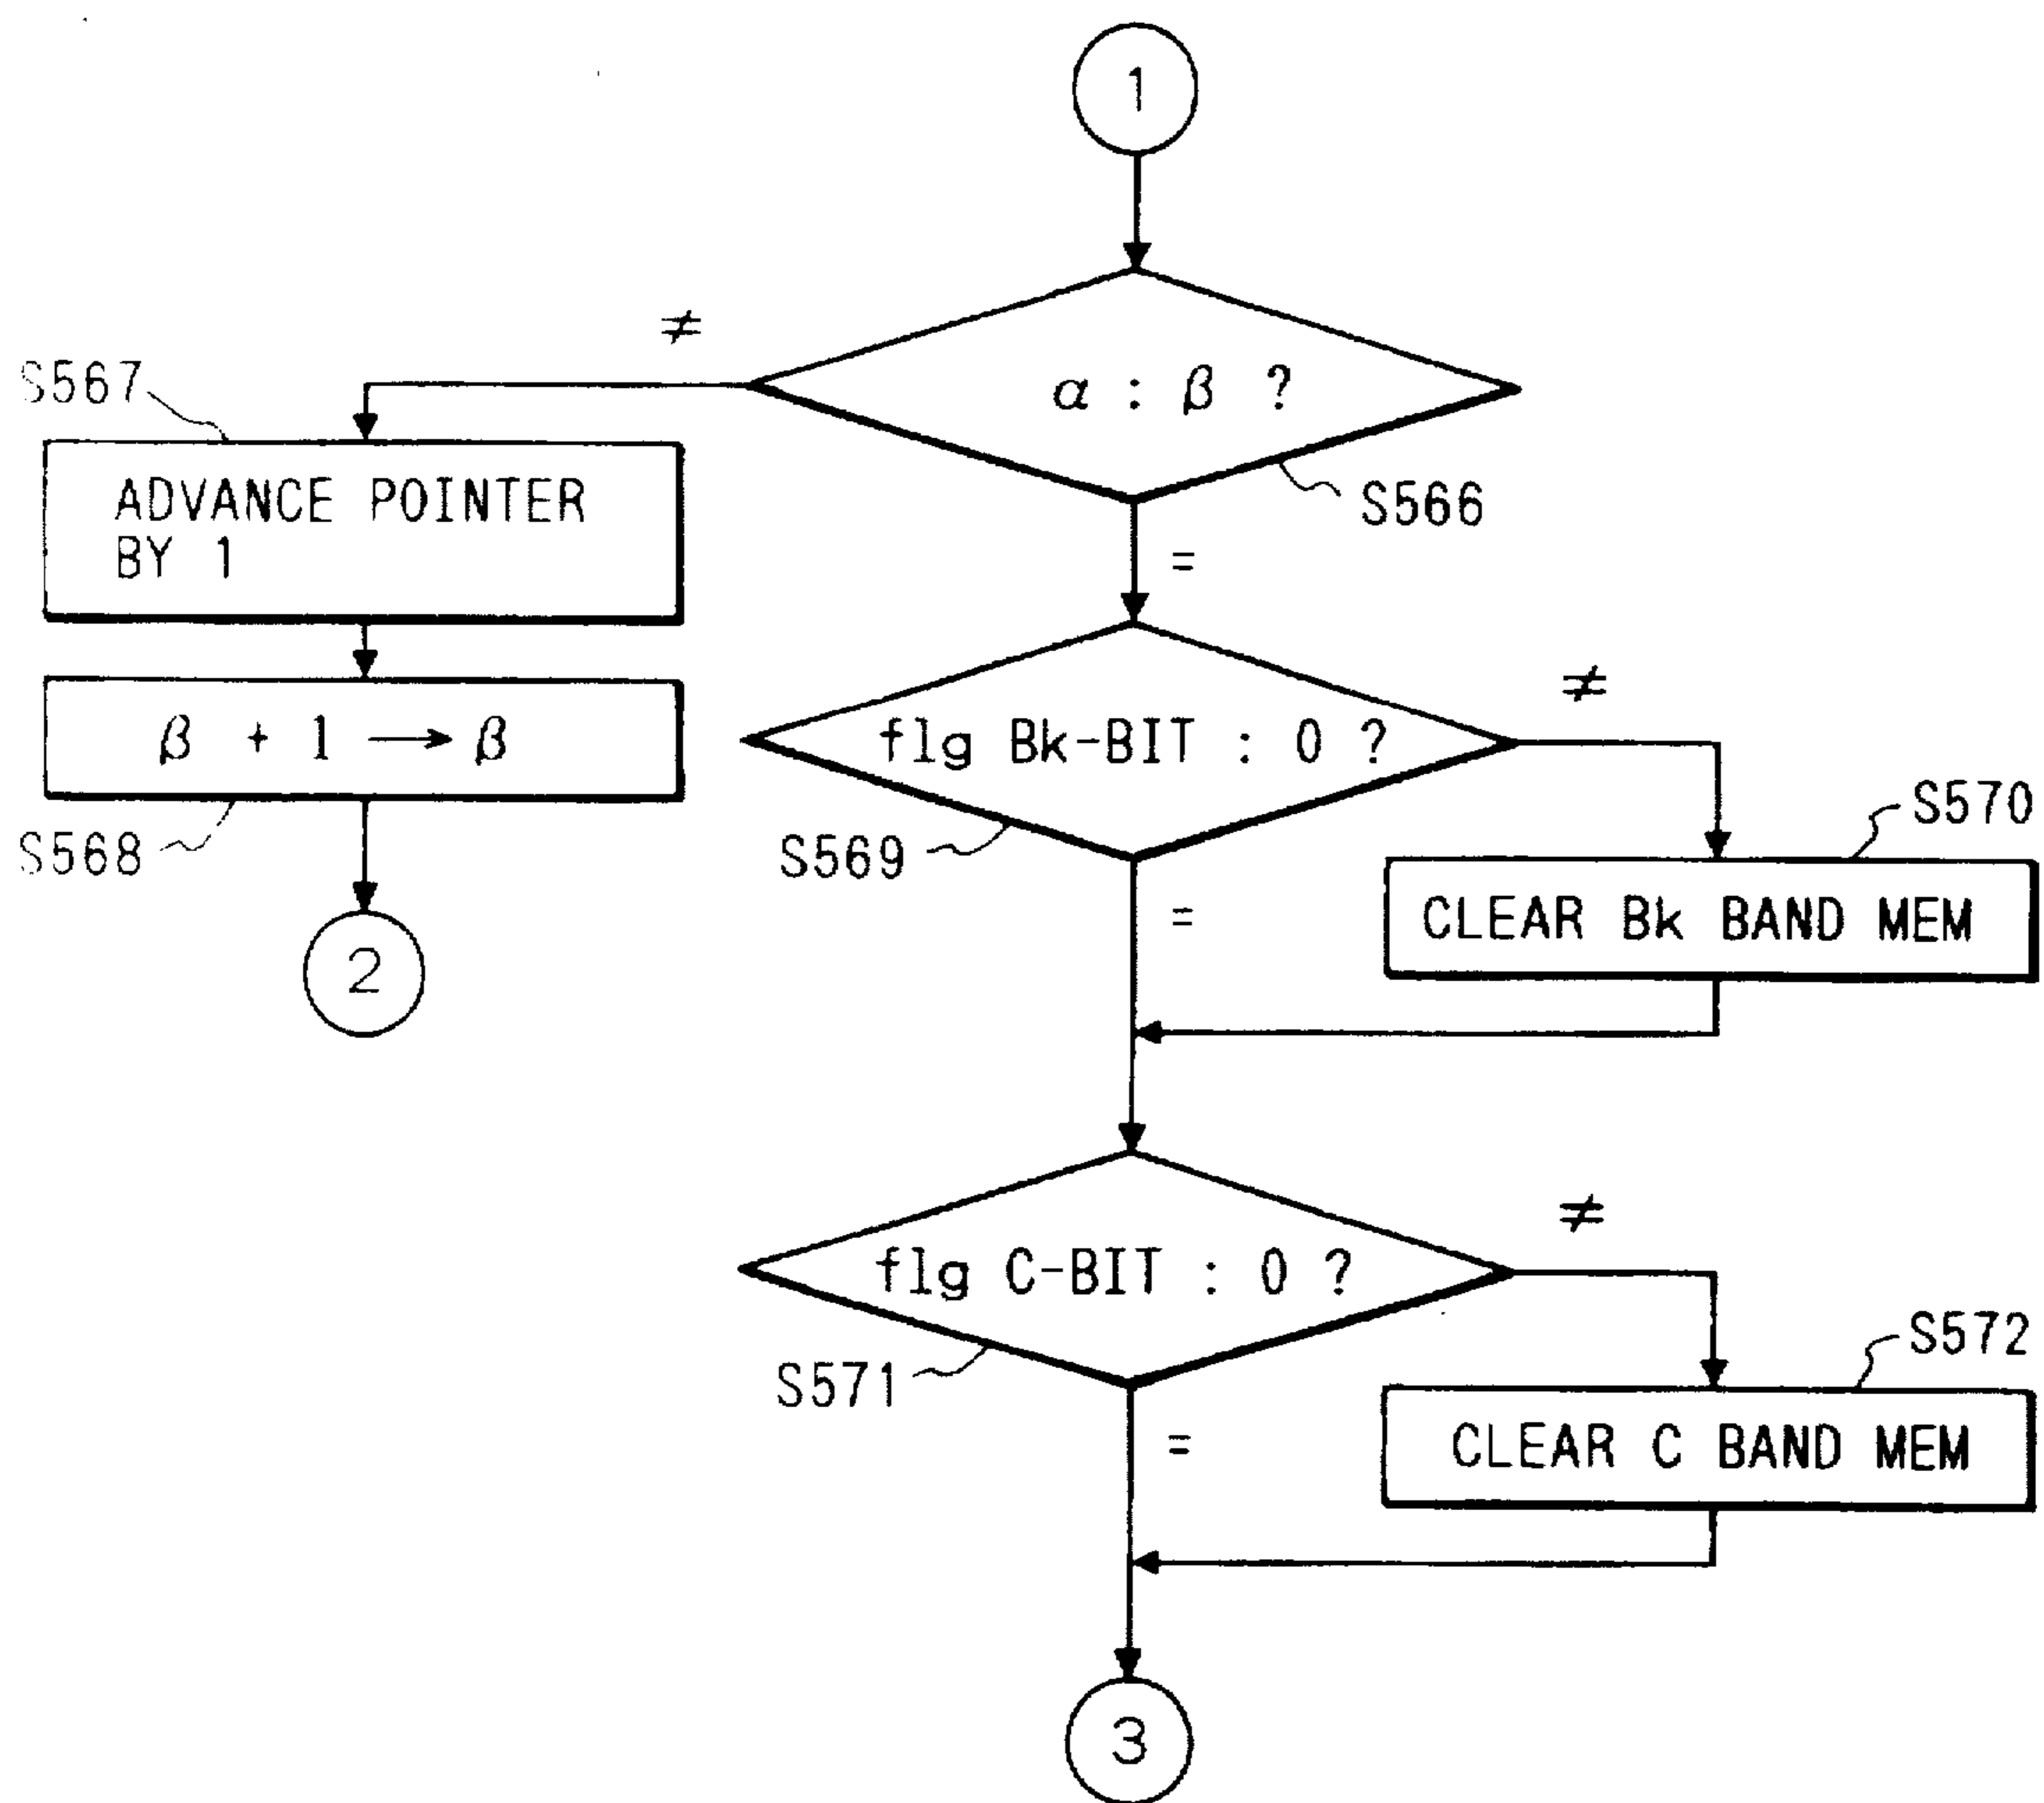 1
≠
α : β ?
S567
S566
ADVANCE POINTER
BY 1
=
≠
β + 1 → β
flg Bk-BIT : 0 ?
S570
S568
S569
=
CLEAR Bk BAND MEM
2
≠
flg C-BIT : 0 ?
S572
S571
=
CLEAR C BAND MEM
3